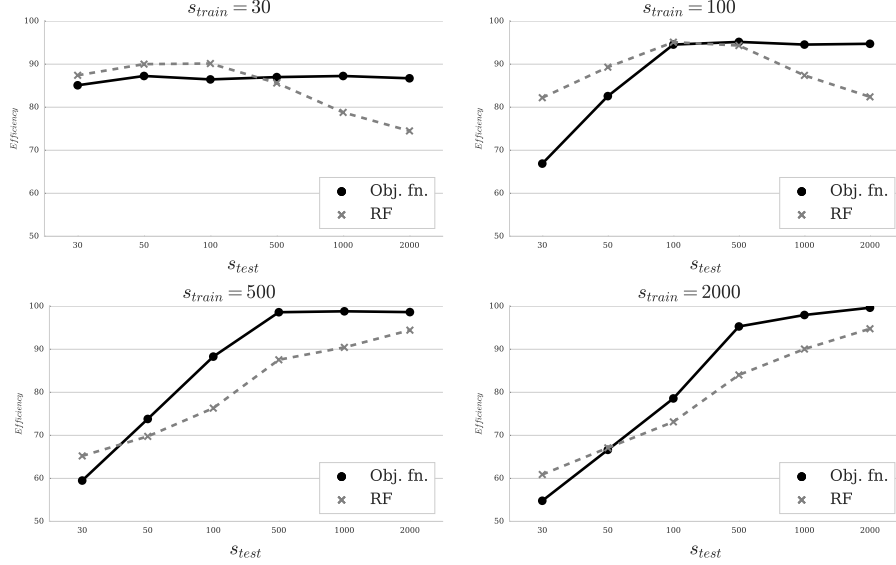 s_train = 30
100
90
80
70
60
50
Efficiency
30 50 100 500 1000 2000
s_test
Obj. fn.
RF
s_train = 100
100
90
80
70
60
50
Efficiency
30 50 100 500 1000 2000
s_test
Obj. fn.
RF
s_train = 500
100
90
80
70
60
50
Efficiency
30 50 100 500 1000 2000
s_test
Obj. fn.
RF
s_train = 2000
100
90
80
70
60
50
Efficiency
30 50 100 500 1000 2000
s_test
Obj. fn.
RF